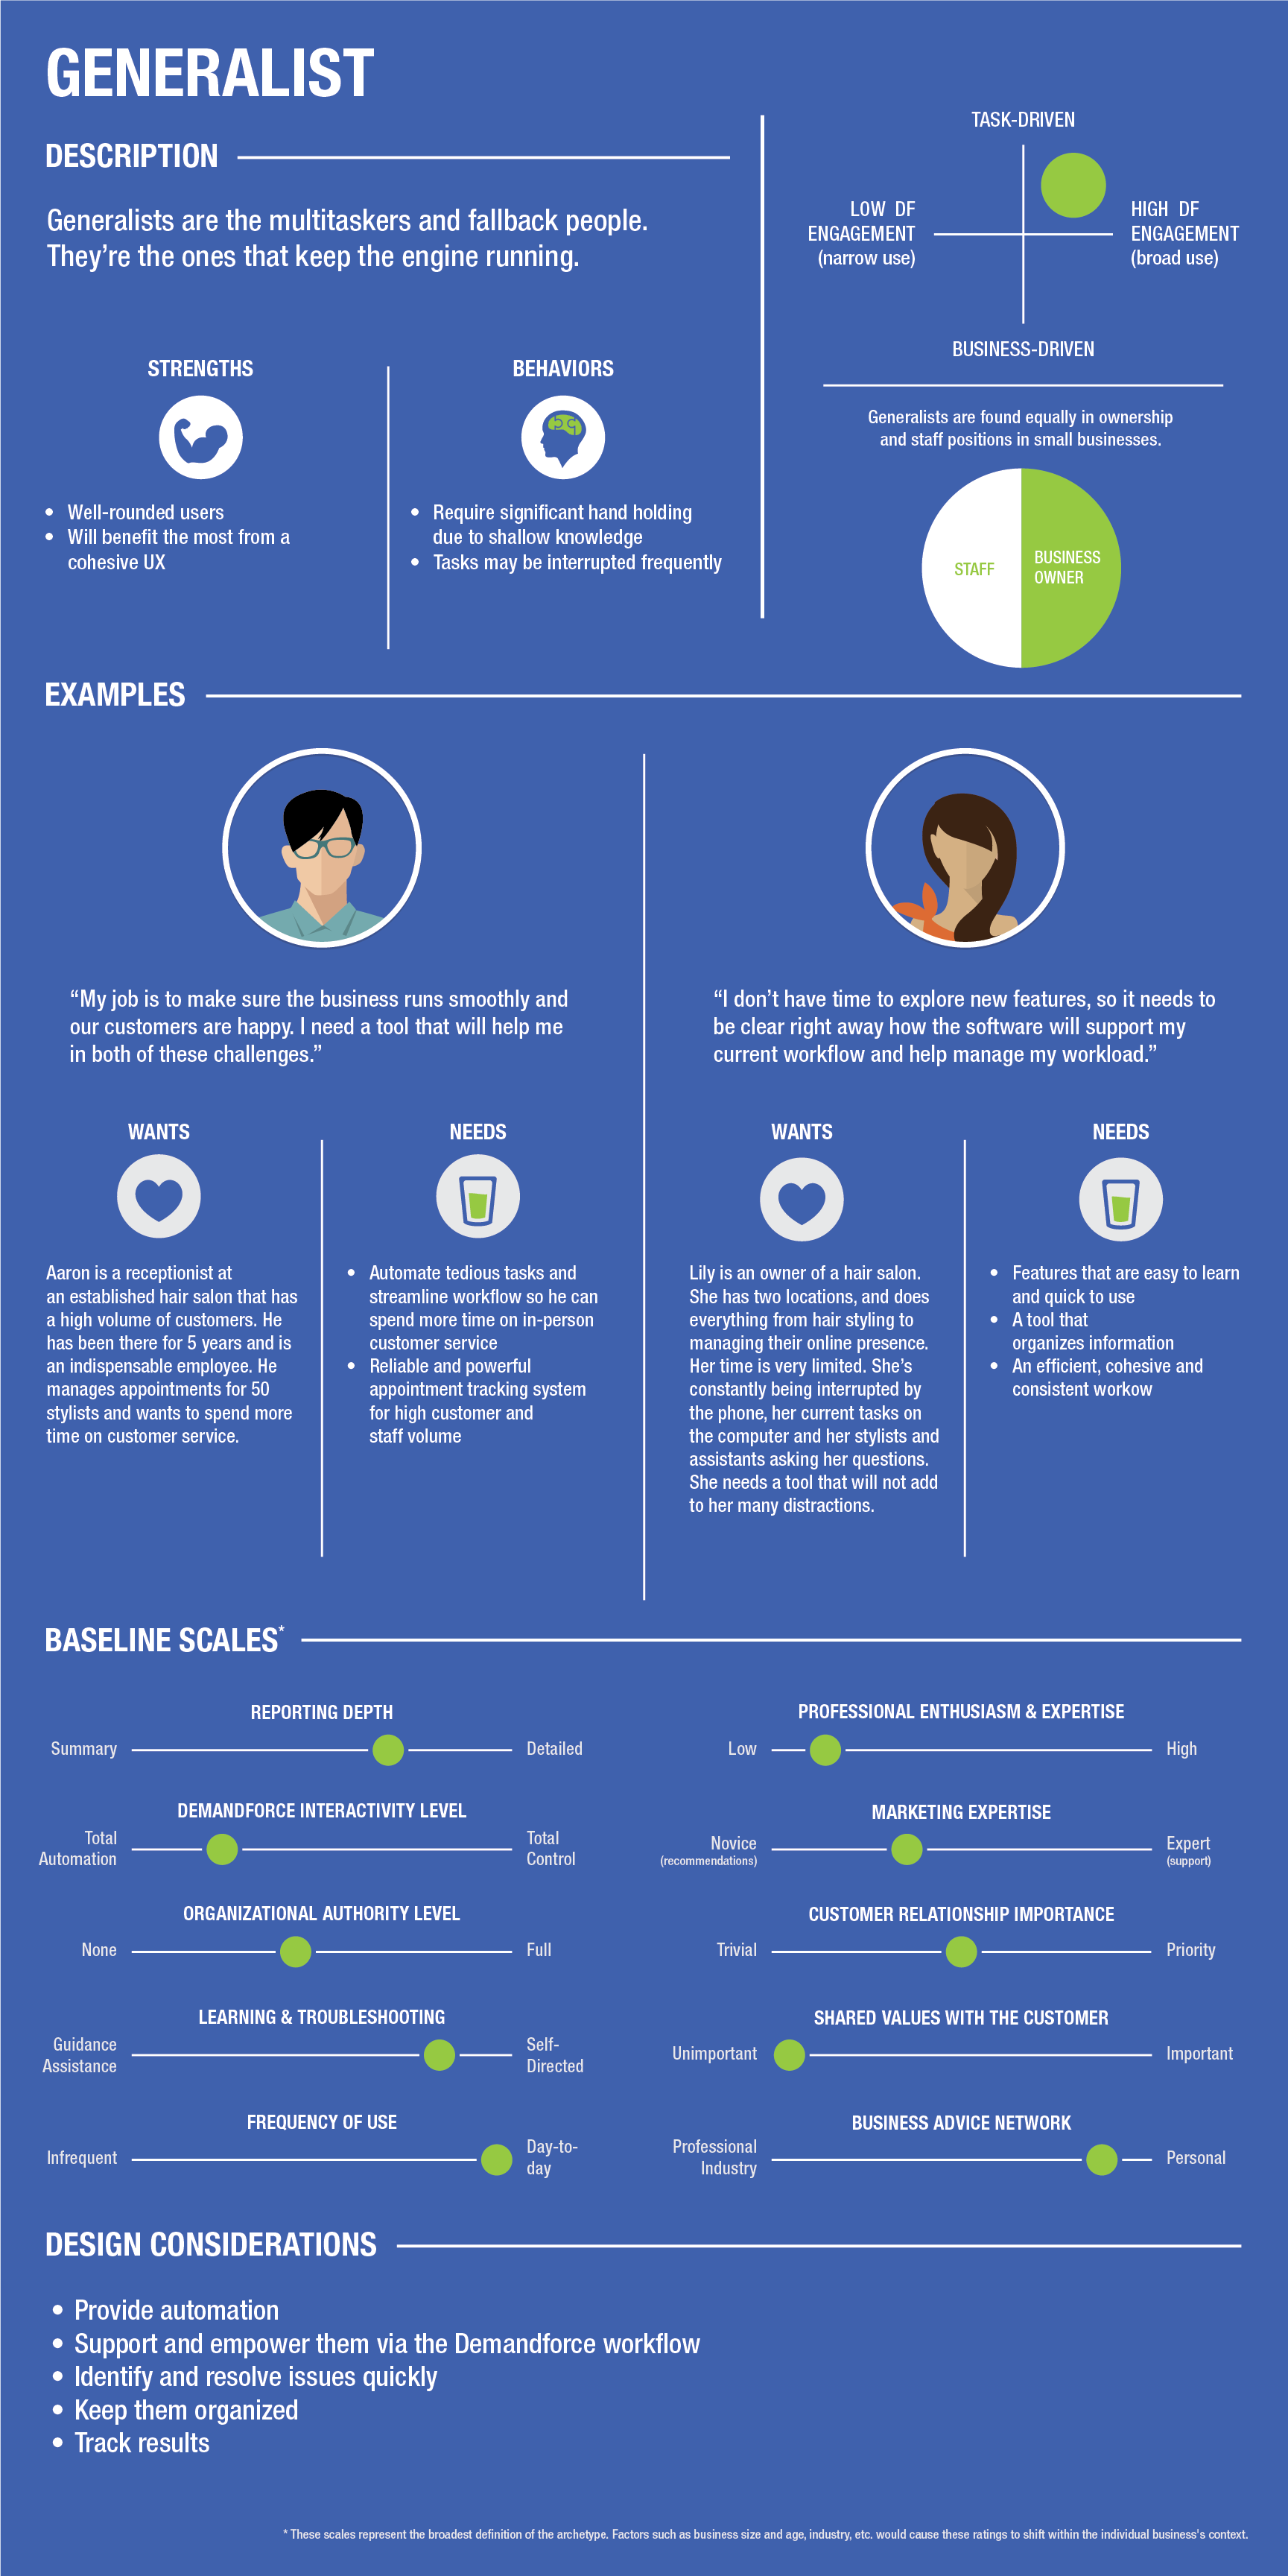 GENERALIST
DESCRIPTION
Generalists are the multitaskers and fallback people.
They’re the ones that keep the engine running.
STRENGTHS
• Well-rounded users
• Will benefit the most from a
cohesive UX
BEHAVIORS
• Require significant hand holding
due to shallow knowledge
• Tasks may be interrupted frequently
TASK-DRIVEN
LOW DF
ENGAGEMENT
(narrow use)
HIGH DF
ENGAGEMENT
(broad use)
BUSINESS-DRIVEN
Generalists are found equally in ownership
and staff positions in small businesses.
STAFF
BUSINESS
OWNER
EXAMPLES
“My job is to make sure the business runs smoothly and
our customers are happy. I need a tool that will help me
in both of these challenges.”
WANTS
Aaron is a receptionist at
an established hair salon that has
a high volume of customers. He
has been there for 5 years and is
an indispensable employee. He
manages appointments for 50
stylists and wants to spend more
time on customer service.
NEEDS
• Automate tedious tasks and
streamline workflow so he can
spend more time on in-person
customer service
• Reliable and powerful
appointment tracking system
for high customer and
staff volume
“I don’t have time to explore new features, so it needs to
be clear right away how the software will support my
current workflow and help manage my workload.”
WANTS
Lily is an owner of a hair salon.
She has two locations, and does
everything from hair styling to
managing their online presence.
Her time is very limited. She’s
constantly being interrupted by
the phone, her current tasks on
the computer and her stylists and
assistants asking her questions.
She needs a tool that will not add
to her many distractions.
NEEDS
• Features that are easy to learn
and quick to use
• A tool that
organizes information
• An efficient, cohesive and
consistent workow
BASELINE SCALES*
REPORTING DEPTH
Summary
Detailed
DEMANDFORCE INTERACTIVITY LEVEL
Total
Automation
Total
Control
ORGANIZATIONAL AUTHORITY LEVEL
None
Full
LEARNING & TROUBLESHOOTING
Guidance
Assistance
Self-
Directed
FREQUENCY OF USE
Infrequent
Day-to-
day
PROFESSIONAL ENTHUSIASM & EXPERTISE
Low
High
MARKETING EXPERTISE
Novice
(recommendations)
Expert
(support)
CUSTOMER RELATIONSHIP IMPORTANCE
Trivial
Priority
SHARED VALUES WITH THE CUSTOMER
Unimportant
Important
BUSINESS ADVICE NETWORK
Professional
Industry
Personal
DESIGN CONSIDERATIONS
• Provide automation
• Support and empower them via the Demandforce workflow
• Identify and resolve issues quickly
• Keep them organized
• Track results
* These scales represent the broadest definition of the archetype. Factors such as business size and age, industry, etc. would cause these ratings to shift within the individual business's context.